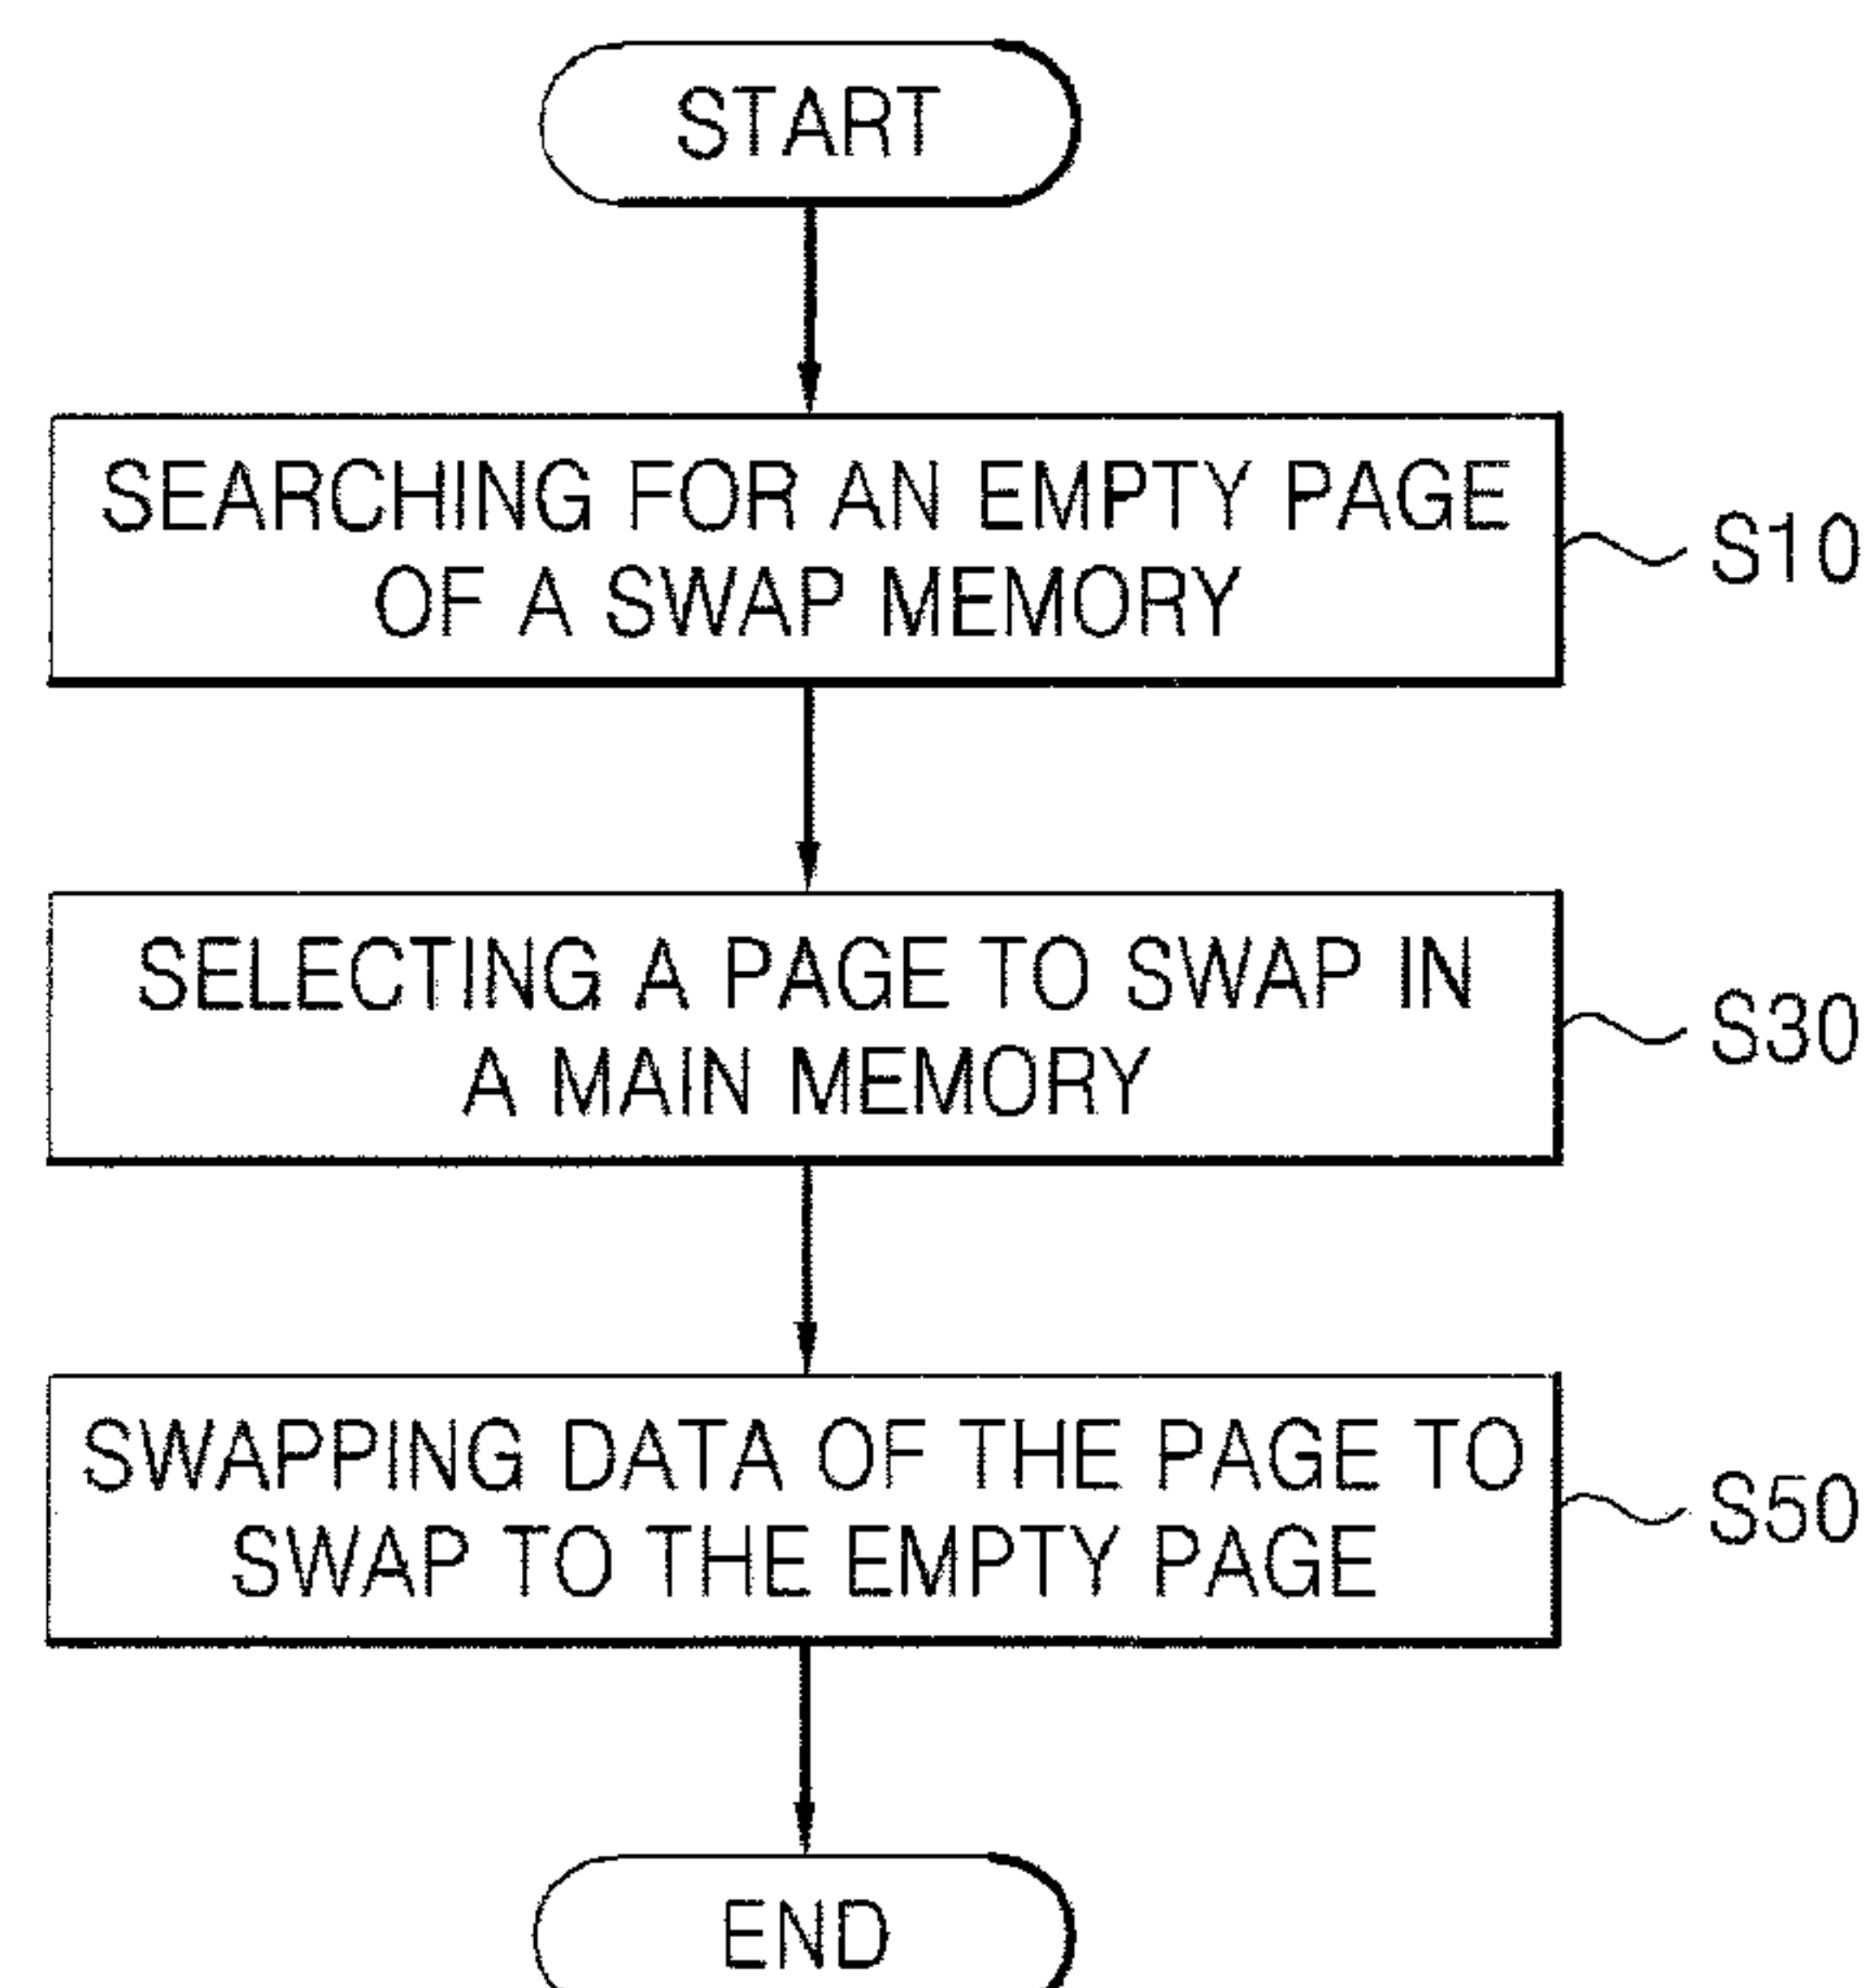 START
SEARCHING FOR AN EMPTY PAGE
OF A SWAP MEMORY
S10
SELECTING A PAGE TO SWAP IN
A MAIN MEMORY
S30
SWAPPING DATA OF THE PAGE TO
SWAP TO THE EMPTY PAGE
S50
END